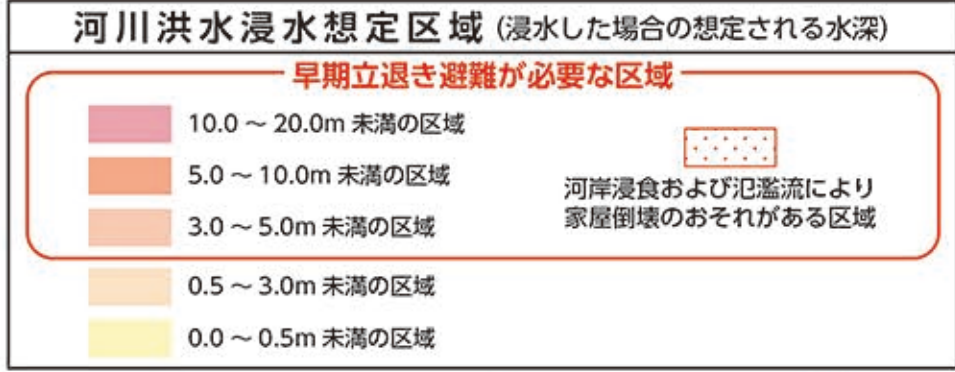 河川洪水浸水想定区域 (浸水した場合の想定される水深)
早期立退き避難が必要な区域
10.0 ～ 20.0m 未満の区域
5.0 ～ 10.0m 未満の区域
3.0 ～ 5.0m 未満の区域
河岸浸食および氾濫流により
家屋倒壊のおそれがある区域
0.5 ～ 3.0m 未満の区域
0.0 ～ 0.5m 未満の区域